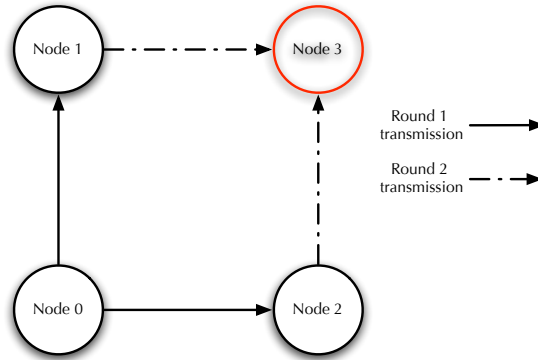 Node 1
Node 3
Round 1
transmission
Round 2
transmission
Node 0
Node 2